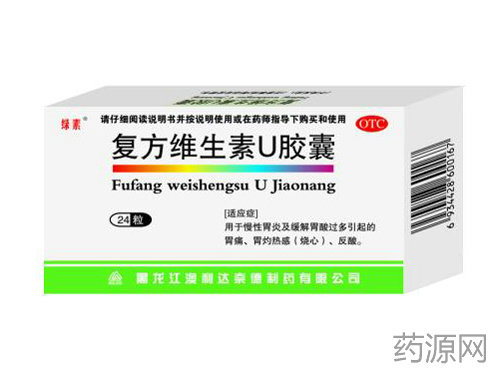 绿素®
请仔细阅读说明书并按说明使用或在药师指导下购买和使用
OTC
复方维生素U胶囊
Fufang weishengsu U Jiaonang
24粒
[适应症]
用于慢性胃炎及缓解胃酸过多引起的
胃痛、胃灼热感（烧心）、反酸。
黑龙江澳利达奈德制药有限公司
6 934428 600167
药源网